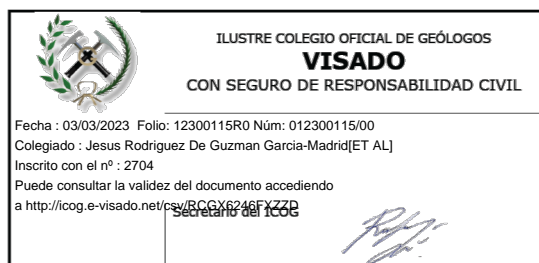 ILUSTRE COLEGIO OFICIAL DE GEÓLOGOS
VISADO
CON SEGURO DE RESPONSABILIDAD CIVIL
Fecha : 03/03/2023 Folio: 12300115R0 Núm: 012300115/00
Colegiado : Jesus Rodriguez De Guzman Garcia-Madrid[ET AL]
Inscrito con el nº : 2704
Puede consultar la validez del documento accediendo
a http://icog.e-visado.net/csv/RCGX6246FXZZD
Secretario del ICOG